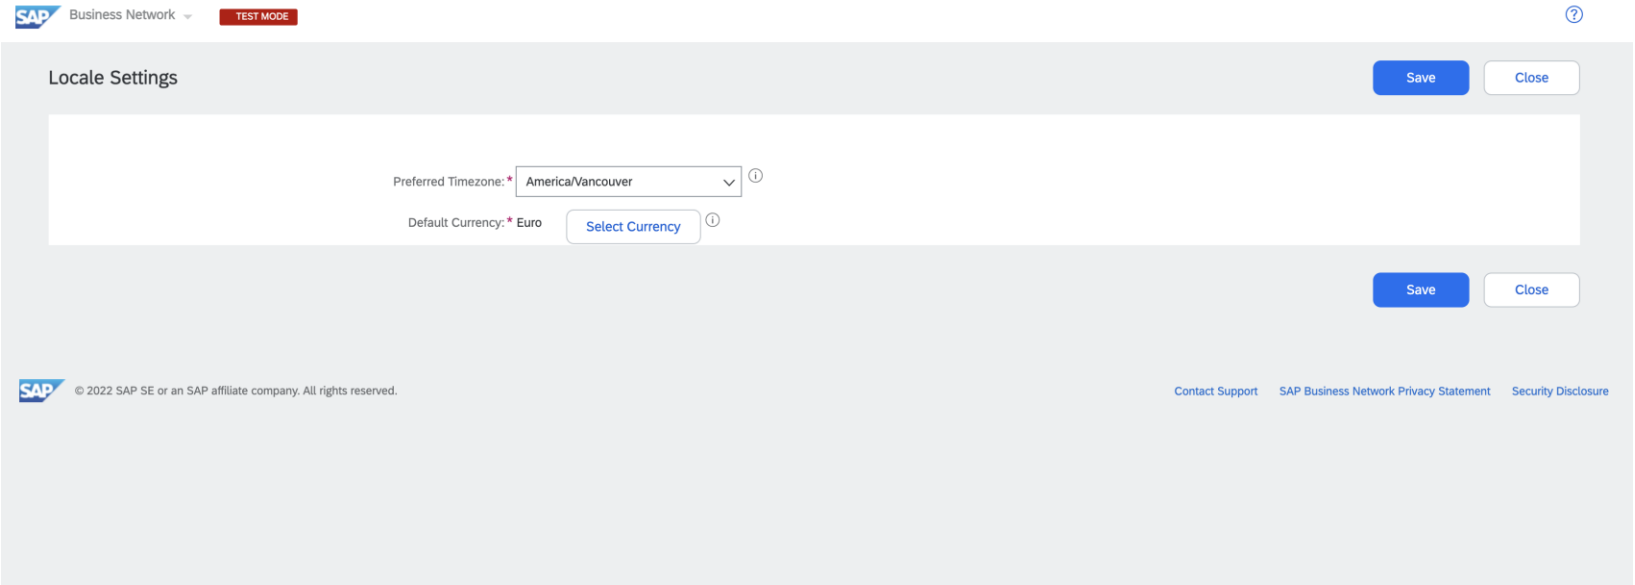 SAP Business Network TEST MODE
Locale Settings Save Close
Preferred Timezone:* America/Vancouver
Default Currency:* Euro Select Currency
Save Close
SAP © 2022 SAP SE or an SAP affiliate company. All rights reserved. Contact Support SAP Business Network Privacy Statement Security Disclosure